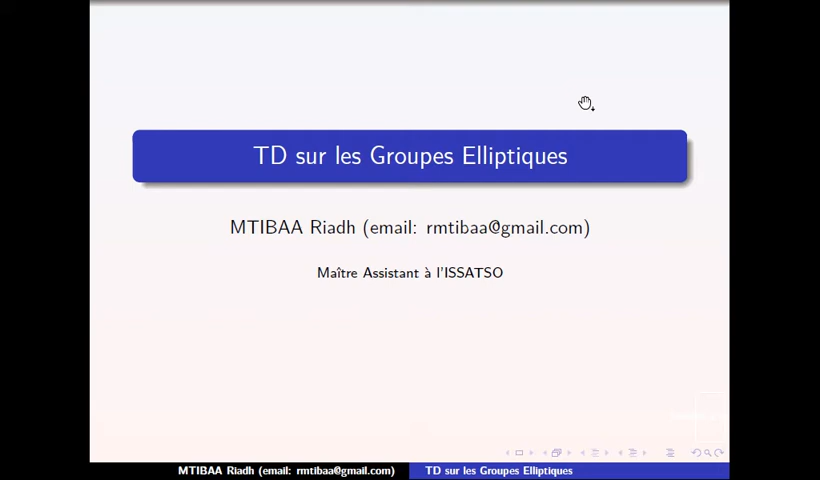 TD sur les Groupes Elliptiques
MTIBAA Riadh (email: rmtibaa@gmail.com)
Maître Assistant à l'ISSATSO
MTIBAA Riadh (email: rmtibaa@gmail.com) TD sur les Groupes Elliptiques